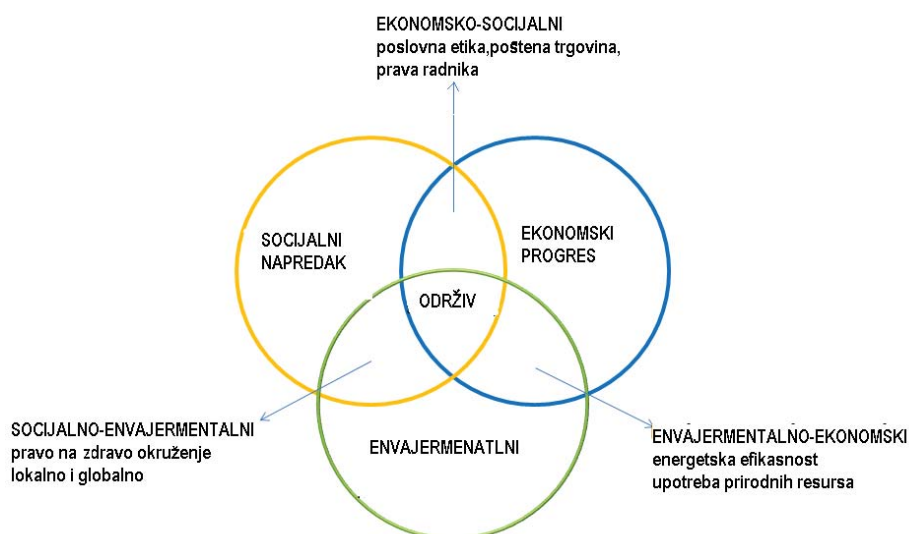 EKONOMSKO-SOCIJALNI
poslovna etika,poštena trgovina,
prava radnika
SOCIJALNI
NAPREDAK
EKONOMSKI
PROGRES
ODRŽIV
SOCIJALNO-ENVAJERMENTALNI
pravo na zdravo okruženje
lokalno i globalno
ENVAJERMENATLNI
ENVAJERMENTALNO-EKONOMSKI
energetska efikasnost
upotreba prirodnih resursa